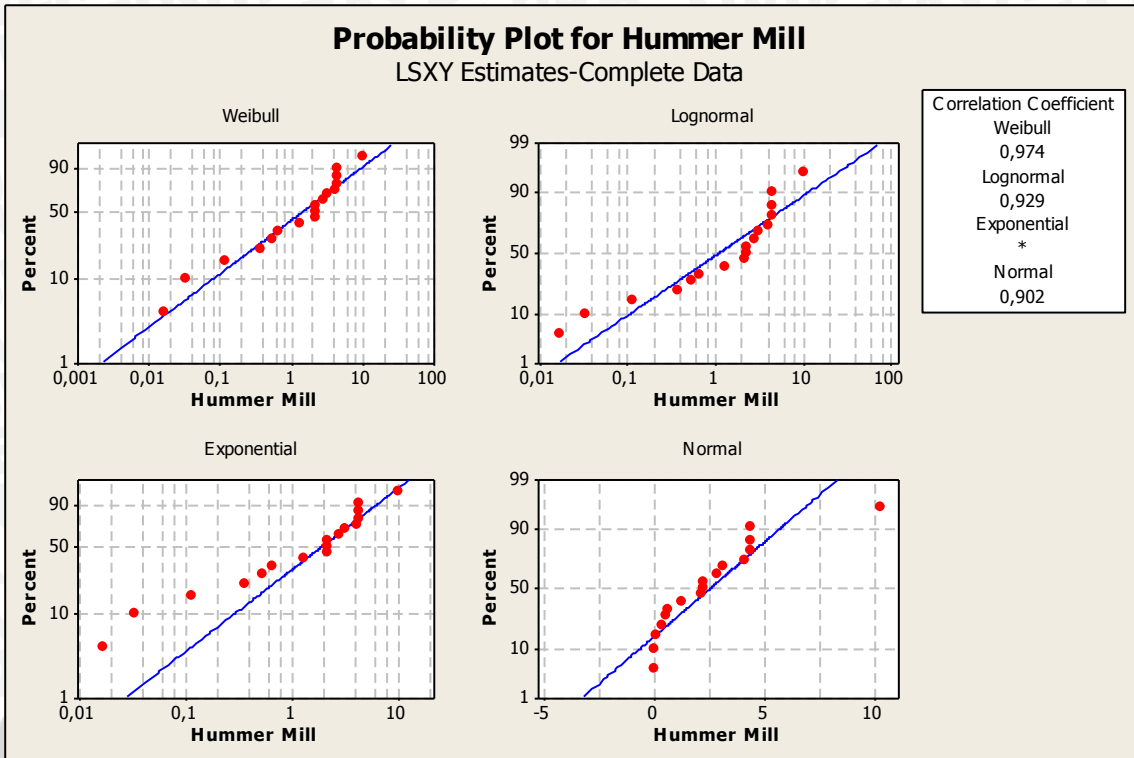 Probability Plot for Hummer Mill
LSXY Estimates-Complete Data
Weibull
90
50
10
1
Percent
0,001 0,01 0,1 1 10 100
Hummer Mill
Lognormal
99
90
50
10
1
Percent
0,01 0,1 1 10 100
Hummer Mill
Correlation Coefficient
Weibull
0,974
Lognormal
0,929
Exponential
*
Normal
0,902
Exponential
90
50
10
1
Percent
0,01 0,1 1 10
Hummer Mill
Normal
99
90
50
10
1
Percent
-5 0 5 10
Hummer Mill